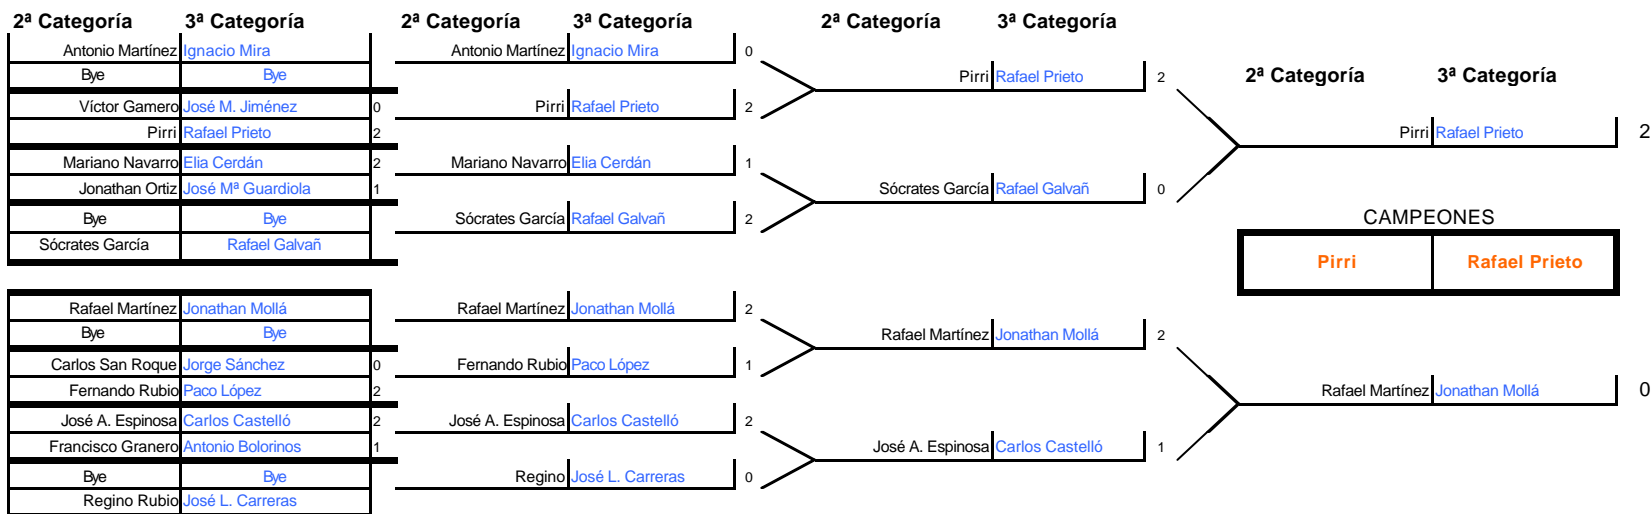 2ª Categoría 3ª Categoría 2ª Categoría 3ª Categoría 2ª Categoría 3ª Categoría
Antonio Martínez Ignacio Mira Antonio Martínez Ignacio Mira 0
Bye Bye Pirri Rafael Prieto 2 2ª Categoría 3ª Categoría
Víctor Gamero José M. Jiménez 0 Pirri Rafael Prieto 2
Pirri Rafael Prieto 2 Pirri Rafael Prieto 2
Mariano Navarro Elia Cerdán 2 Mariano Navarro Elia Cerdán 1
Jonathan Ortiz José Mª Guardiola 1 Sócrates García Rafael Galvañ 0
Bye Bye Sócrates García Rafael Galvañ 2 CAMPEONES
Sócrates García Rafael Galvañ
Pirri Rafael Prieto
Rafael Martínez Jonathan Mollá Rafael Martínez Jonathan Mollá 2
Bye Bye Rafael Martínez Jonathan Mollá 2
Carlos San Roque Jorge Sánchez 0 Fernando Rubio Paco López 1
Fernando Rubio Paco López 2 Rafael Martínez Jonathan Mollá 0
José A. Espinosa Carlos Castelló 2 José A. Espinosa Carlos Castelló 2
Francisco Granero Antonio Bolorinos 1 José A. Espinosa Carlos Castelló 1
Bye Bye Regino José L. Carreras 0
Regino Rubio José L. Carreras